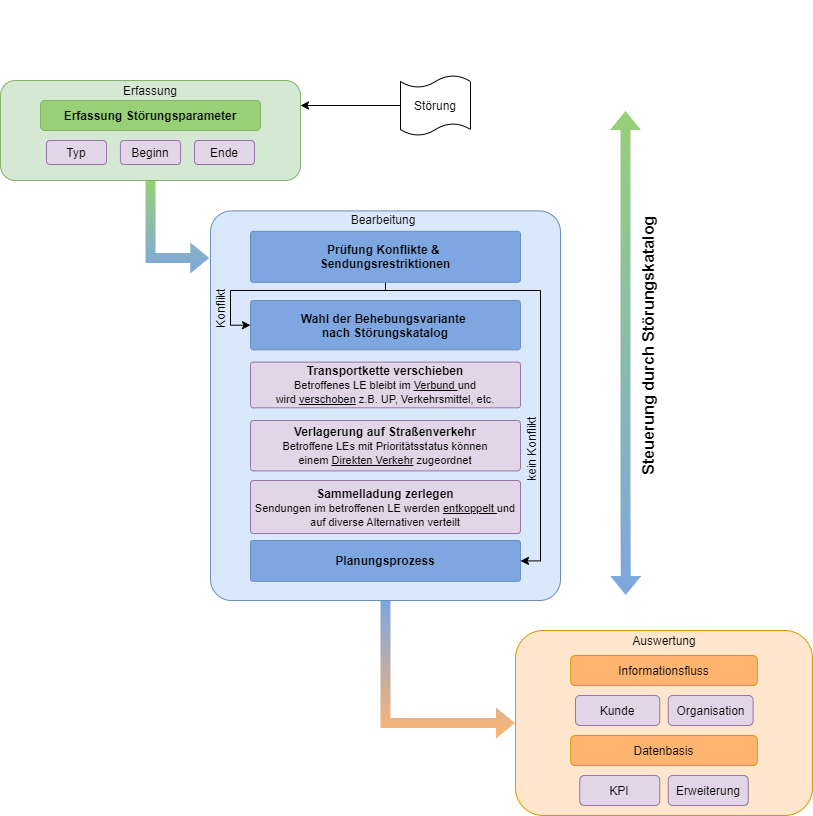 Erfassung
Erfassung Störungsparameter
Typ
Beginn
Ende
Störung
Bearbeitung
Prüfung Konflikte &
Sendungsrestriktionen
Konflikt
Wahl der Behebungsvariante
nach Störungskatalog
Transportkette verschieben
Betroffenes LE bleibt im Verbund und
wird verschoben z.B. UP, Verkehrsmittel, etc.
Verlagerung auf Straßenverkehr
Betroffene LEs mit Prioritätsstatus können
einem Direkten Verkehr zugeordnet
kein Konflikt
Sammelladung zerlegen
Sendungen im betroffenen LE werden entkoppelt und
auf diverse Alternativen verteilt
Planungsprozess
Steuerung durch Störungskatalog
Auswertung
Informationsfluss
Kunde
Organisation
Datenbasis
KPI
Erweiterung